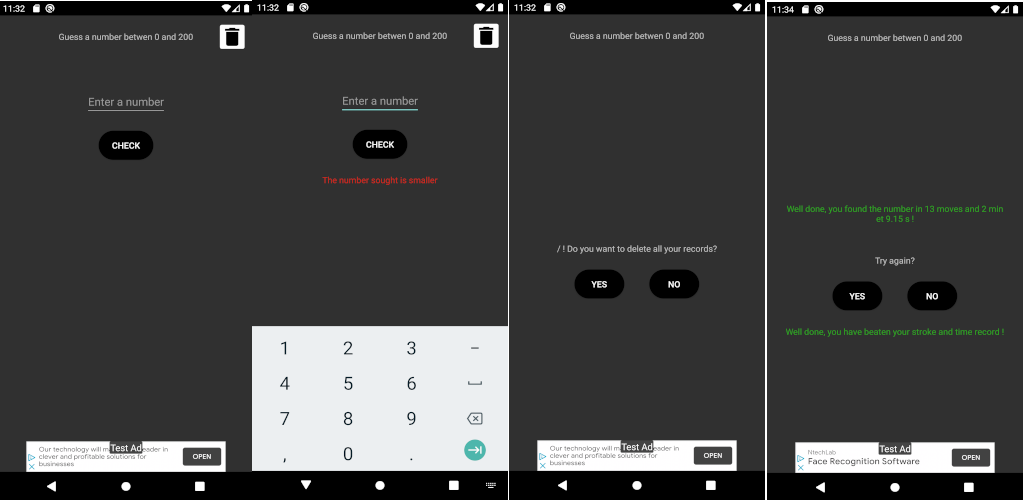 11:32
Guess a number betwen 0 and 200
Enter a number
CHECK
Test Ad
Our technology will m
eader in
clever and profitable solutions for
businesses
OPEN
11:32
Guess a number betwen 0 and 200
Enter a number
CHECK
The number sought is smaller
1 2 3 –
4 5 6
7 8 9
, 0 .
11:32
Guess a number betwen 0 and 200
/ ! Do you want to delete all your records?
YES NO
Test Ad
Our technology will m
eader in
clever and profitable solutions for
businesses
OPEN
11:34
Guess a number betwen 0 and 200
Well done, you found the number in 13 moves and 2 min
et 9.15 s !
Try again?
YES NO
Well done, you have beaten your stroke and time record !
Test Ad
NtechLab
Face Recognition Software
OPEN